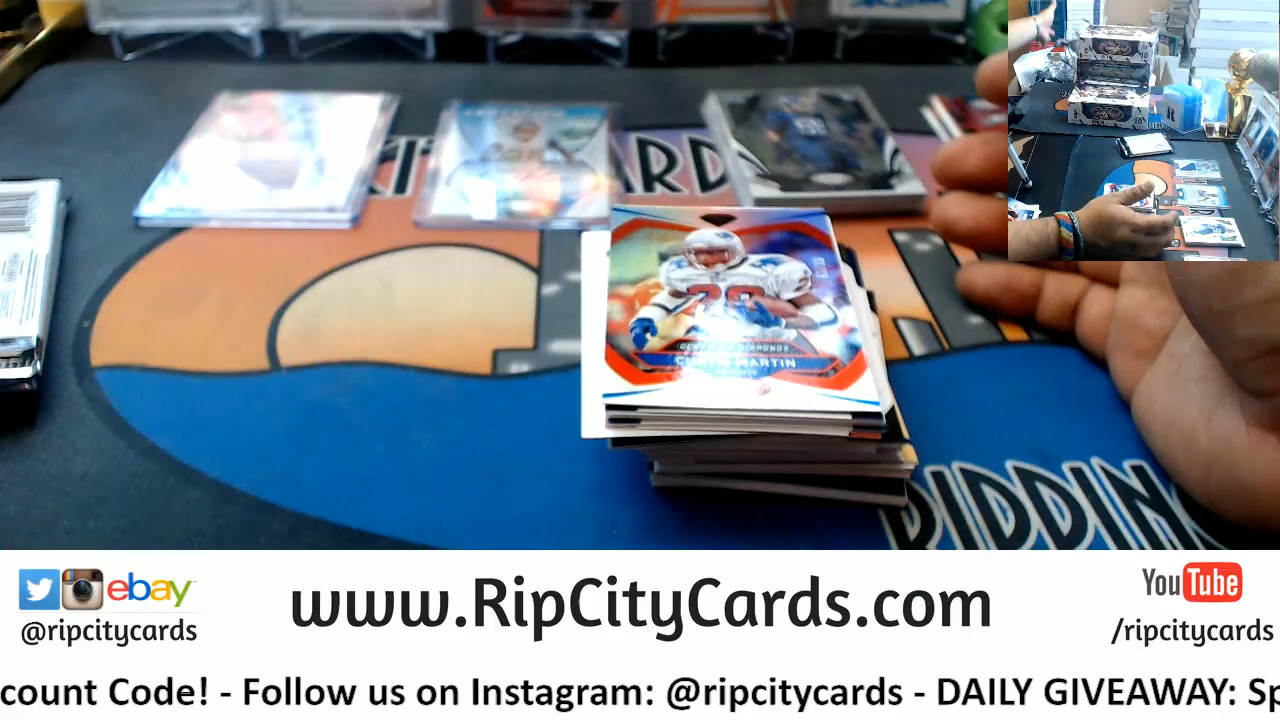 CURTIS MARTIN
BIDDIN
ebay
@ripcitycards
www.RipCityCards.com
YouTube
/ripcitycards
count Code! - Follow us on Instagram: @ripcitycards - DAILY GIVEAWAY: Sp